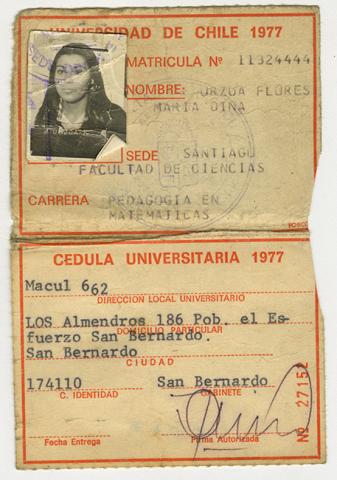 UNIVERSIDAD DE CHILE 1977
MATRICULA Nº 11324444
NOMBRE: URZUA FLORES
MARIA DINA
SEDE SANTIAGO
FACULTAD DE CIENCIAS
CARRERA PEDAGOGIA EN
MATEMATICAS
CEDULA UNIVERSITARIA 1977
Macul 662
DIRECCION LOCAL UNIVERSITARIO
LOS Almendros 186 Pob. el Es-
DOMICILIO PARTICULAR
fuerzo San Bernardo.
San Bernardo
CIUDAD
174110 San Bernardo
C. IDENTIDAD GABINETE
Fecha Entrega Firma Autorizada
Nº 27152